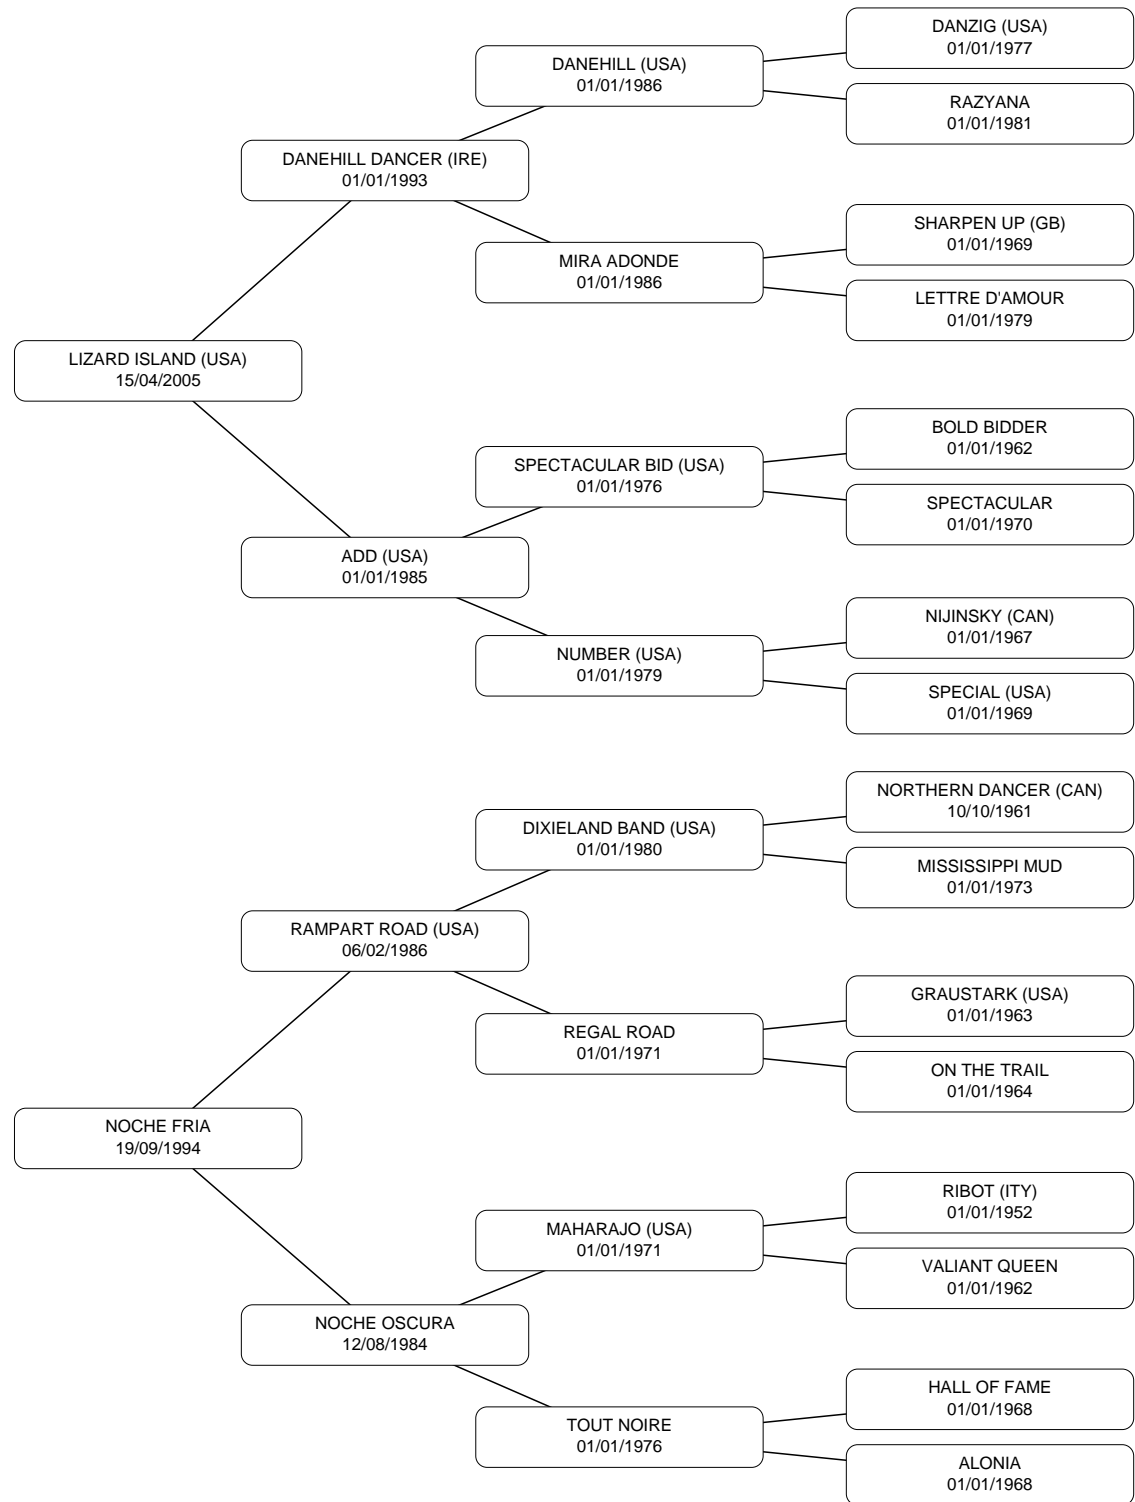 DANZIG (USA)
01/01/1977
DANEHILL (USA)
01/01/1986
RAZYANA
01/01/1981
DANEHILL DANCER (IRE)
01/01/1993
SHARPEN UP (GB)
01/01/1969
MIRA ADONDE
01/01/1986
LETTRE D'AMOUR
01/01/1979
LIZARD ISLAND (USA)
15/04/2005
BOLD BIDDER
01/01/1962
SPECTACULAR BID (USA)
01/01/1976
SPECTACULAR
01/01/1970
ADD (USA)
01/01/1985
NIJINSKY (CAN)
01/01/1967
NUMBER (USA)
01/01/1979
SPECIAL (USA)
01/01/1969
NORTHERN DANCER (CAN)
10/10/1961
DIXIELAND BAND (USA)
01/01/1980
MISSISSIPPI MUD
01/01/1973
RAMPART ROAD (USA)
06/02/1986
GRAUSTARK (USA)
01/01/1963
REGAL ROAD
01/01/1971
ON THE TRAIL
01/01/1964
NOCHE FRIA
19/09/1994
RIBOT (ITY)
01/01/1952
MAHARAJO (USA)
01/01/1971
VALIANT QUEEN
01/01/1962
NOCHE OSCURA
12/08/1984
HALL OF FAME
01/01/1968
TOUT NOIRE
01/01/1976
ALONIA
01/01/1968